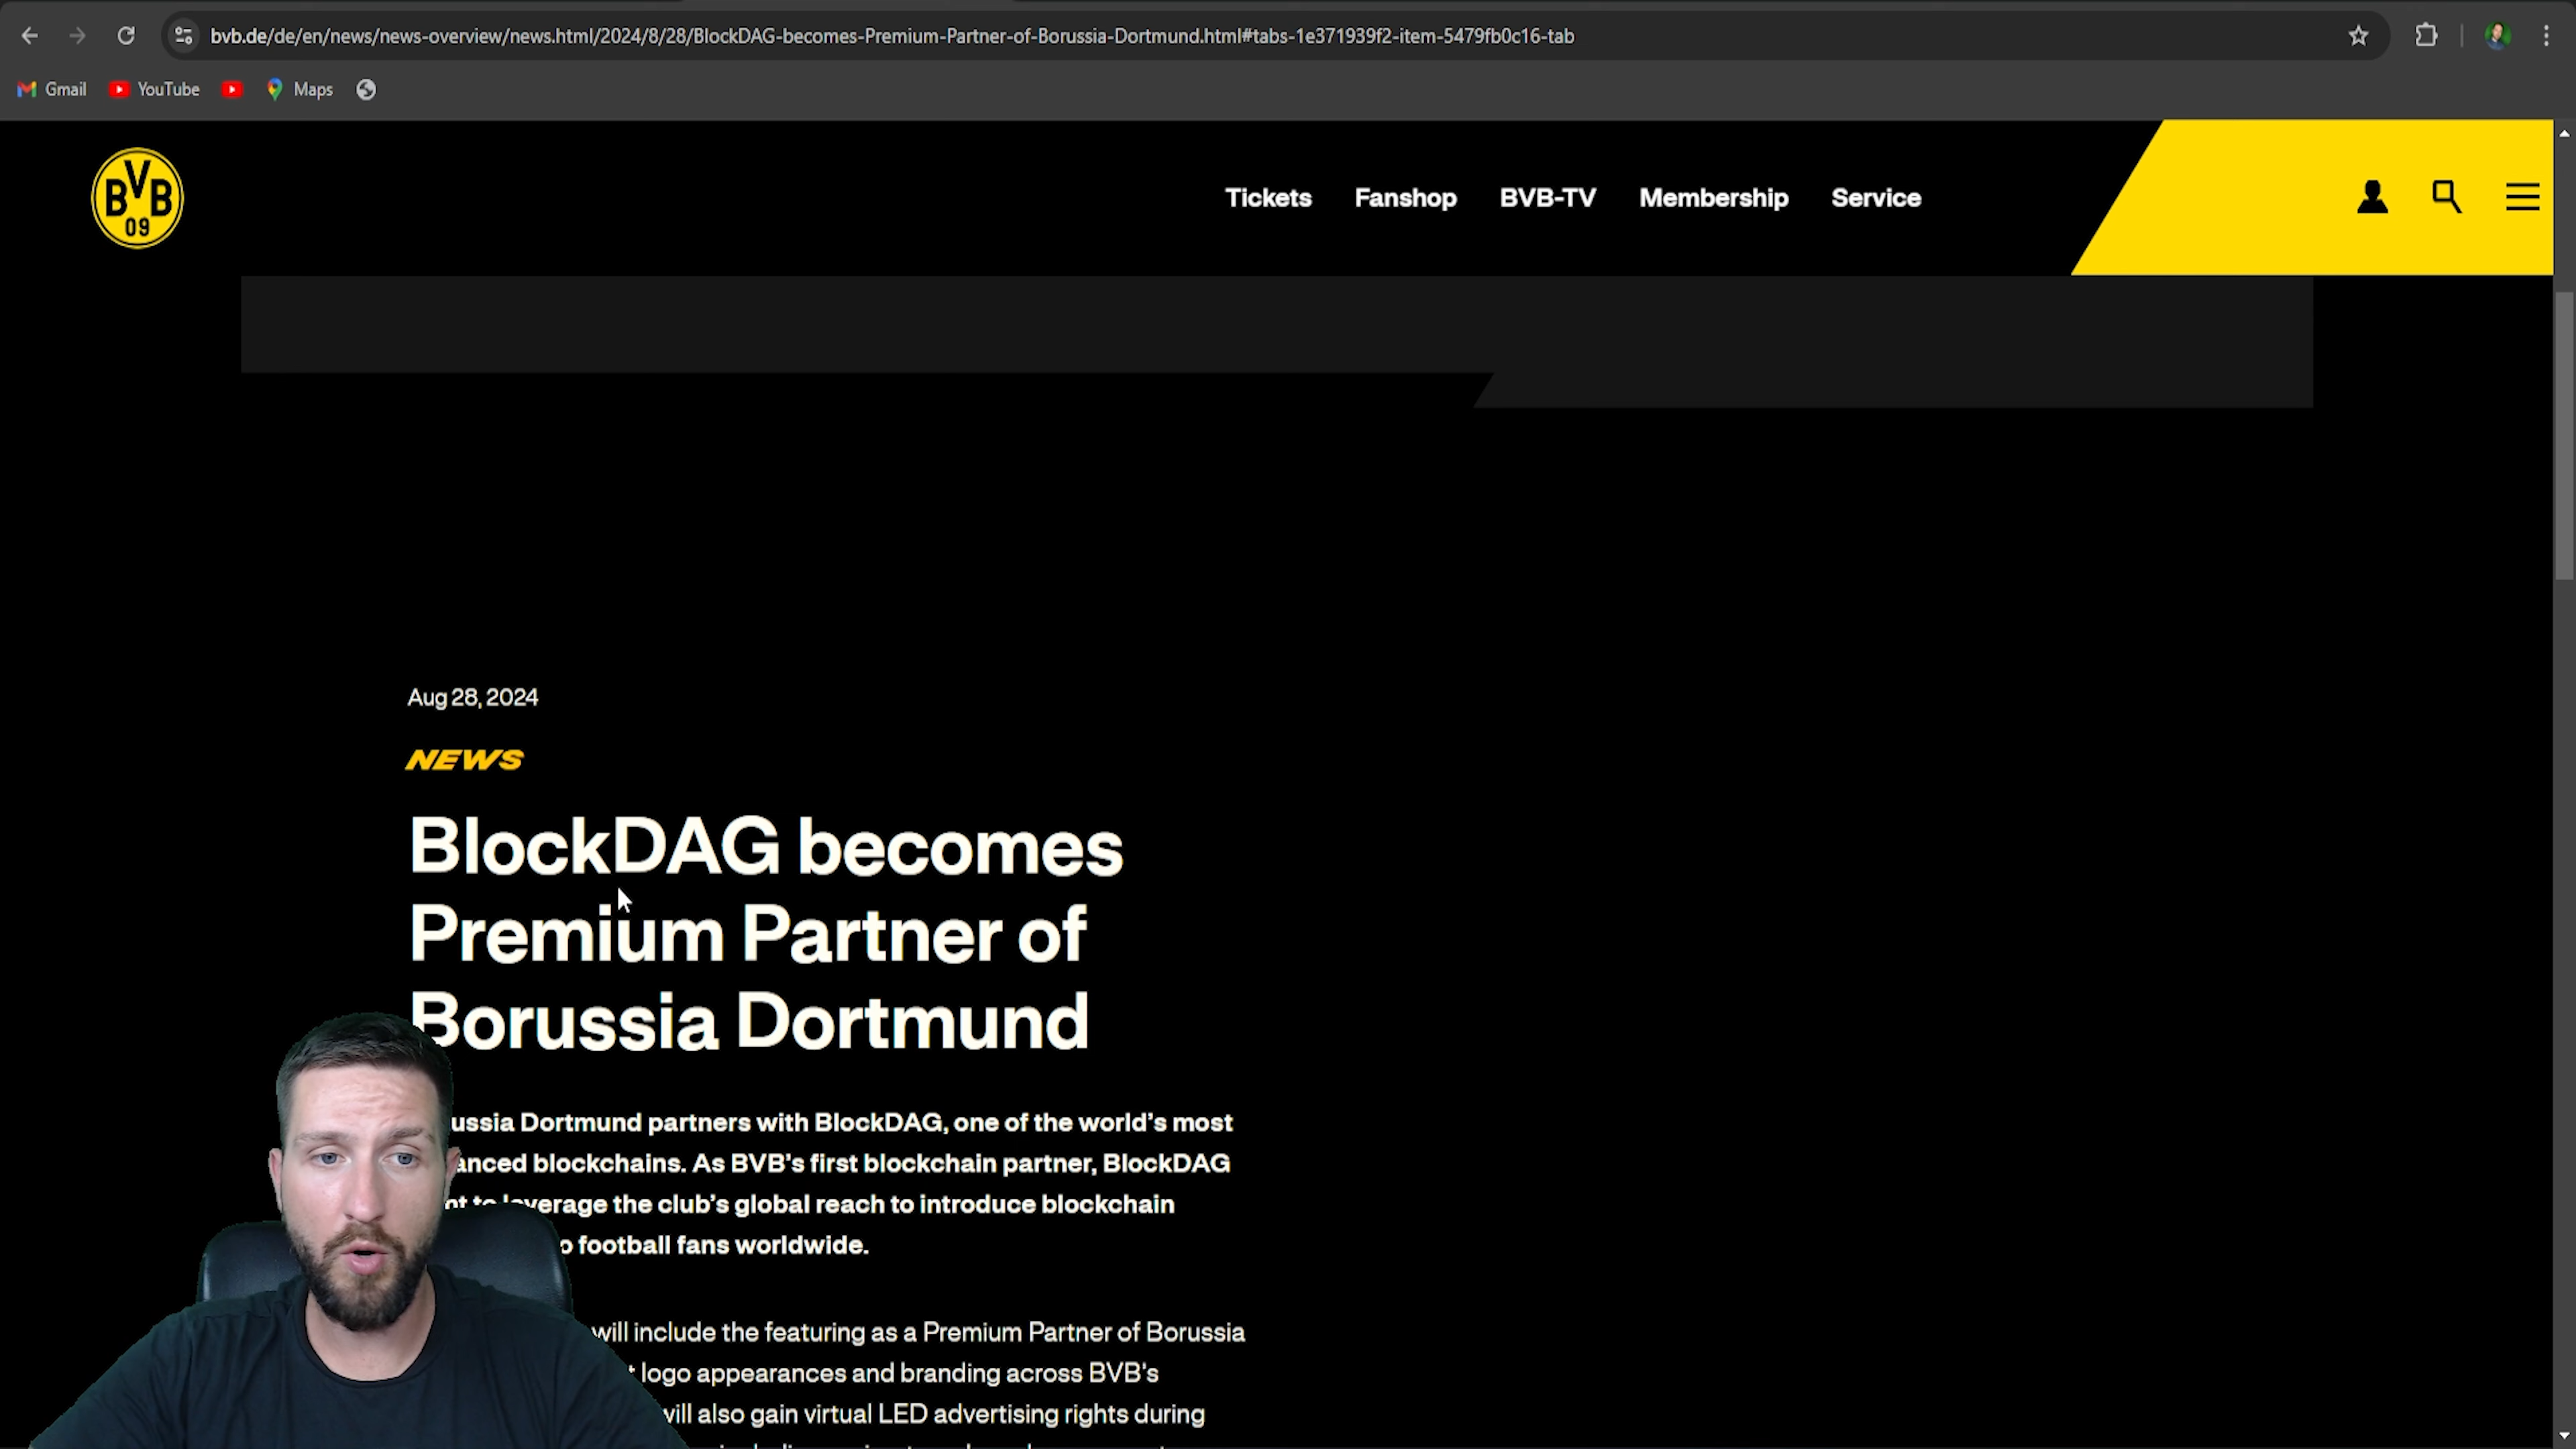 bvb.de/de/en/news/news-overview/news.html/2024/8/28/BlockDAG-becomes-Premium-Partner-of-Borussia-Dortmund.html#tabs-1e371939f2-item-5479fb0c16-tab
Gmail YouTube Maps
BVB 09
Tickets Fanshop BVB-TV Membership Service
Aug 28, 2024
NEWS
BlockDAG becomes
Premium Partner of
Borussia Dortmund
Dortmund partners with BlockDAG, one of the world's most
blockchains. As BVB's first blockchain partner, BlockDAG
the club's global reach to introduce blockchain
football fans worldwide.
will include the featuring as a Premium Partner of Borussia
logo appearances and branding across BVB's
will also gain virtual LED advertising rights during